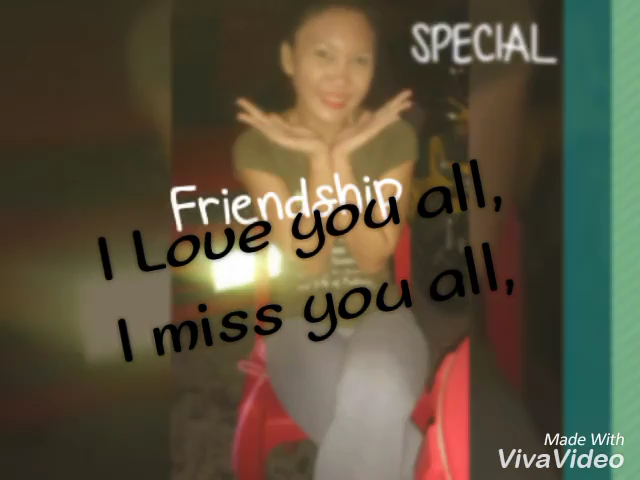 SPECIAL
Friendship
I Love you all,
I miss you all,
Made With
VivaVideo